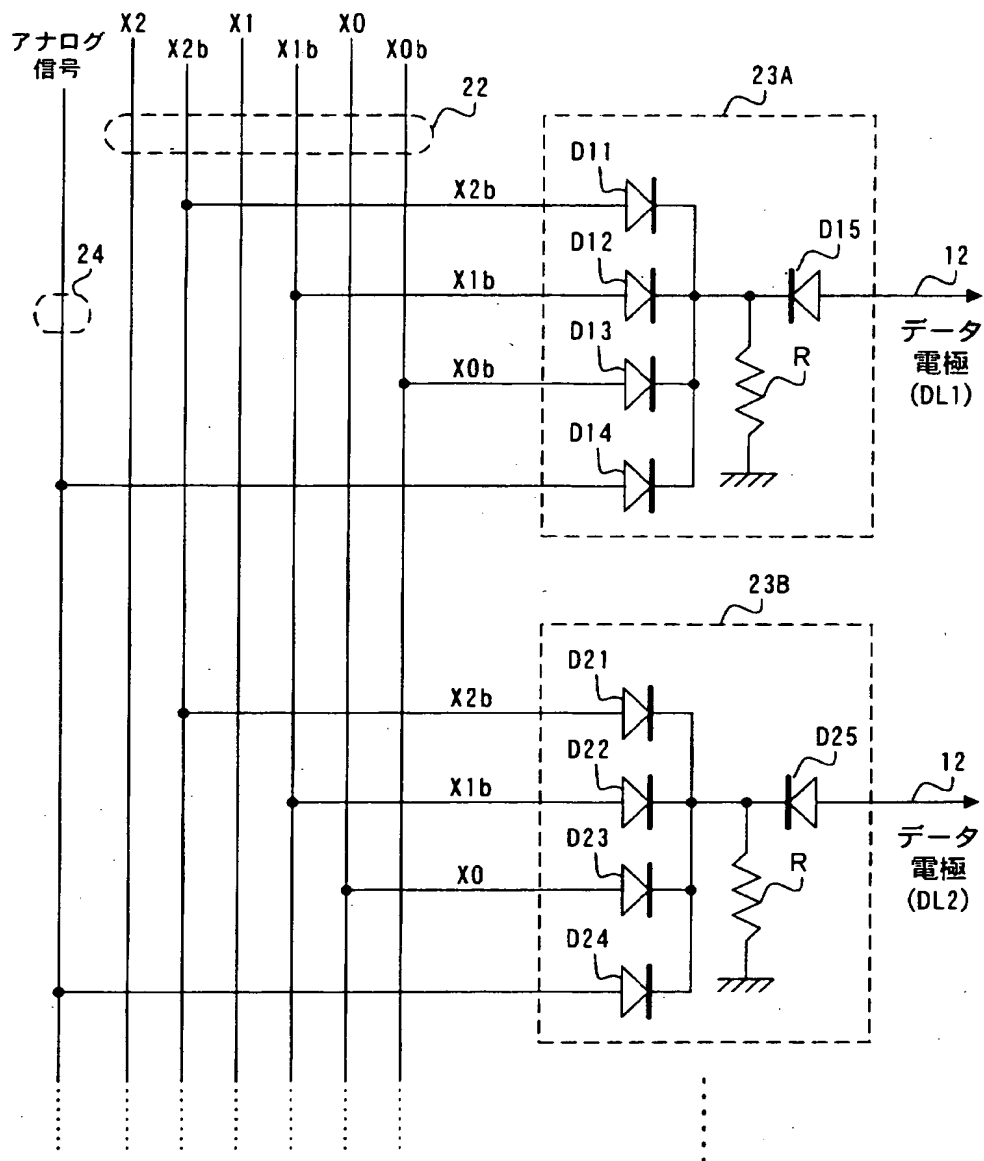 アナログ
信号
X2
X2b
X1
X1b
X0
X0b
22
24
23A
D11
X2b
D12
X1b
D13
X0b
D14
D15
R
12
データ
電極
(DL1)
23B
D21
X2b
D22
X1b
D23
X0
D24
D25
R
12
データ
電極
(DL2)